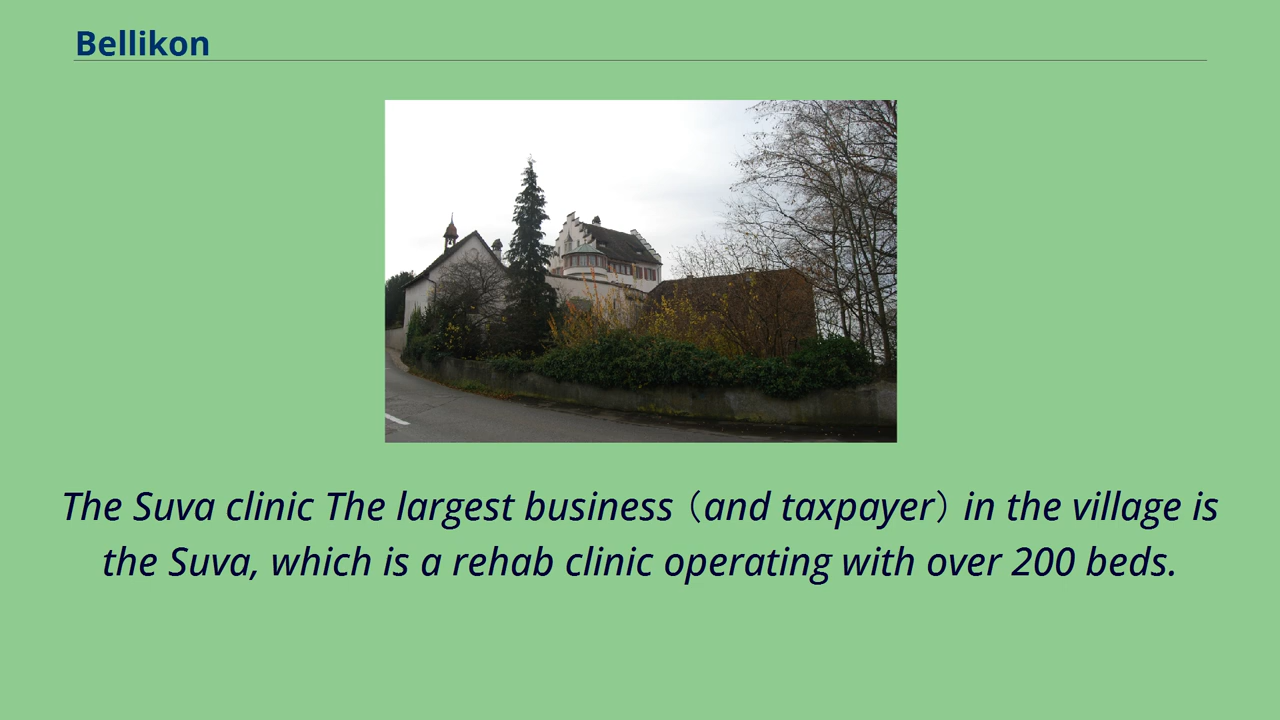 Bellikon
The Suva clinic The largest business（and taxpayer）in the village is
the Suva, which is a rehab clinic operating with over 200 beds.